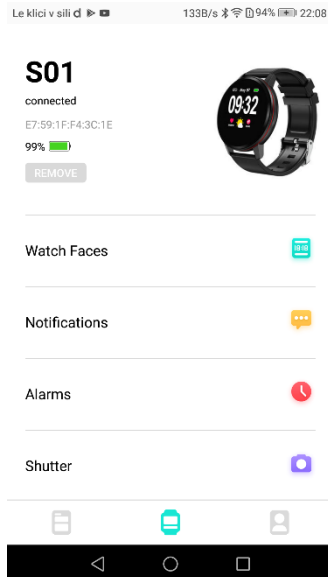 Le klici v sili 133B/s 94% 22:08
S01
connected
E7:59:1F:F4:3C:1E
99%
REMOVE
09:32
Watch Faces
Notifications
Alarms
Shutter